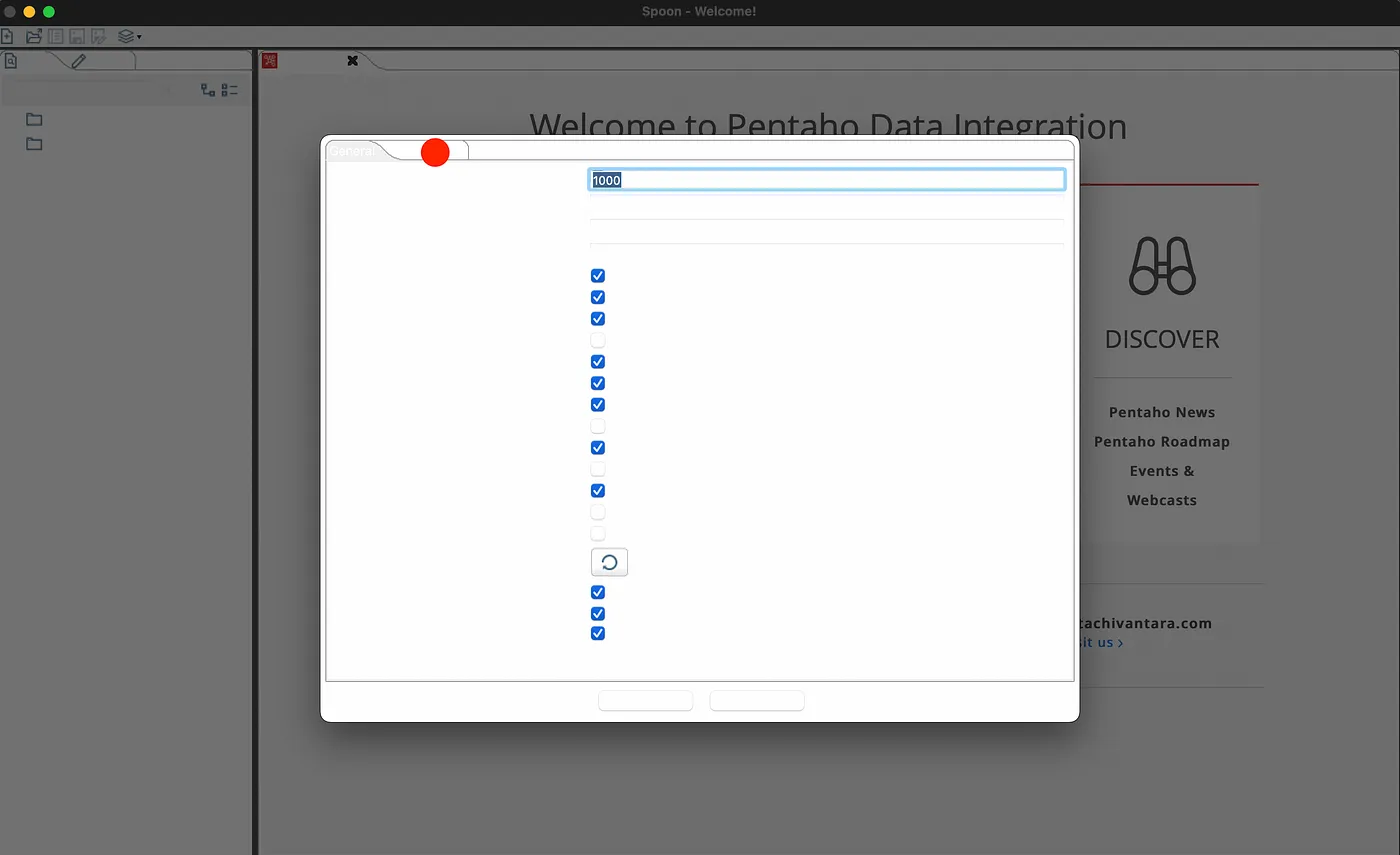 Spoon - Welcome!
Welcome to Pentaho Data Integration
General
1000
DISCOVER
Pentaho News
Pentaho Roadmap
Events &
Webcasts
tachivantara.com
sit us ›